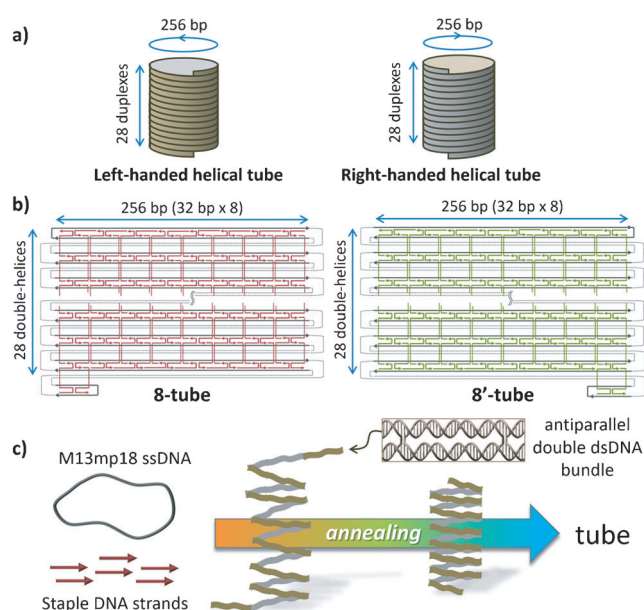 a)
256 bp
256 bp
28 duplexes
28 duplexes
Left-handed helical tube
Right-handed helical tube
b)
256 bp (32 bp x 8)
256 bp (32 bp x 8)
28 double-helices
28 double-helices
8-tube
8’-tube
c)
M13mp18 ssDNA
antiparallel
double dsDNA
bundle
annealing
tube
Staple DNA strands